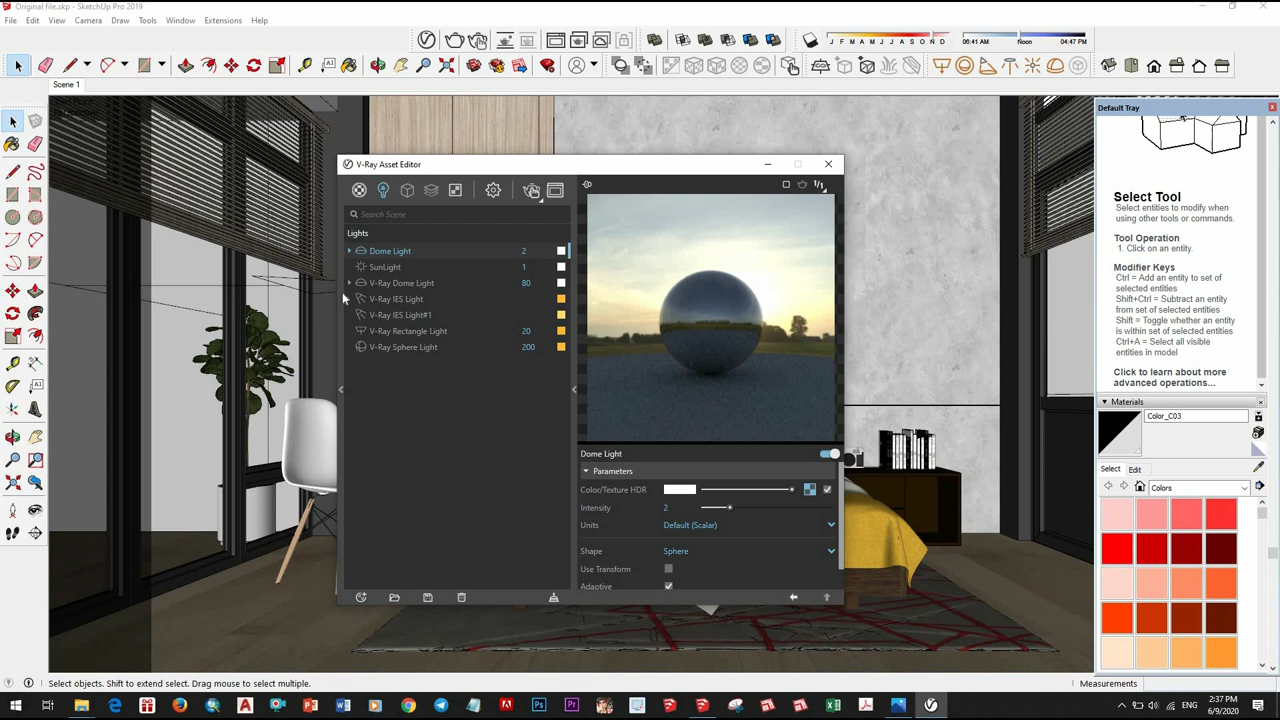 Original file.skp - SketchUp Pro 2019
File Edit View Camera Draw Tools Window Extensions Help
J F M A M J J A S O N D
06:41 AM Noon 04:47 PM
Scene 1
Default Tray
Select Tool
Select entities to modify when
using other tools or commands.
Tool Operation
1. Click on an entity.
Modifier Keys
Ctrl = Add an entity to set of
selected entities
Shift+Ctrl = Subtract an entity
from set of selected entities
Shift = Toggle whether an entity
is within set of selected entities
Ctrl+A = Select all visible
entities in model
Click to learn about more
advanced operations...
Materials
Color_C03
Select Edit
Colors
V-Ray Asset Editor
1/1
Search Scene
Lights
Dome Light 2
SunLight 1
V-Ray Dome Light 80
V-Ray IES Light
V-Ray IES Light#1
V-Ray Rectangle Light 20
V-Ray Sphere Light 200
Dome Light
Parameters
Color/Texture HDR
Intensity 2
Units Default (Scalar)
Shape Sphere
Use Transform
Adaptive
Select objects. Shift to extend select. Drag mouse to select multiple.
Measurements
ENG
2:37 PM
6/9/2020